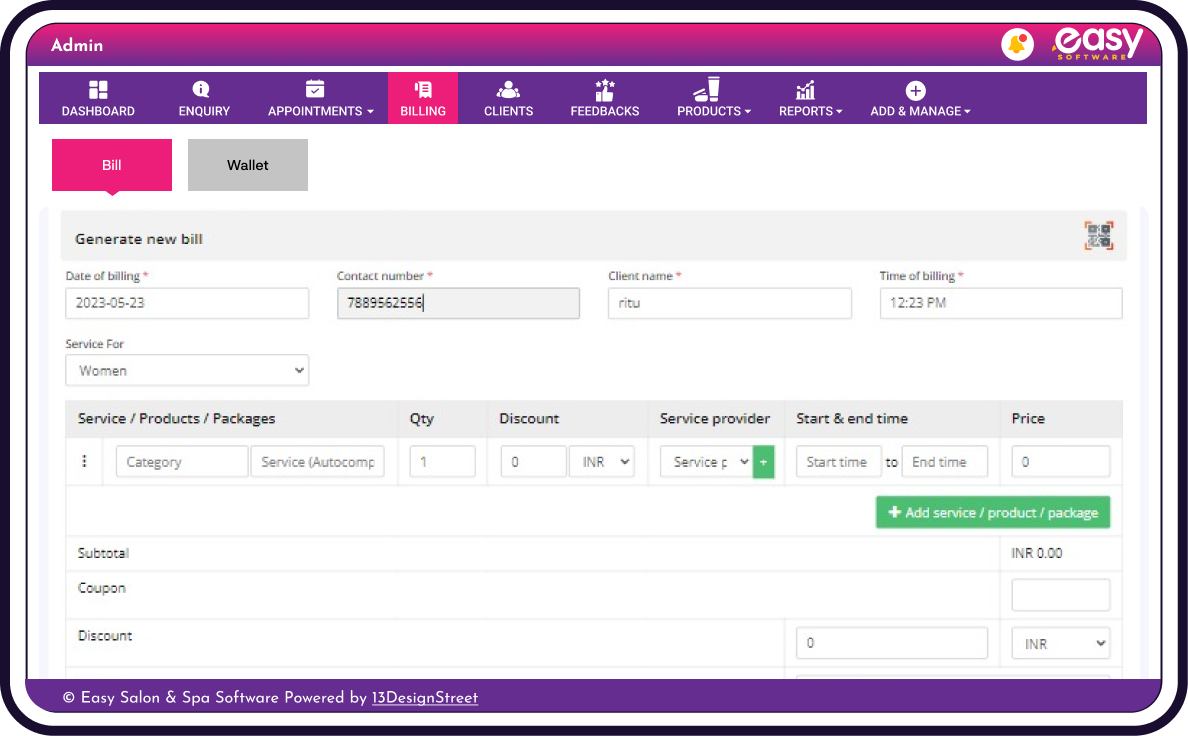 Admin
easy
SOFTWARE
DASHBOARD ENQUIRY APPOINTMENTS BILLING CLIENTS FEEDBACKS PRODUCTS REPORTS ADD & MANAGE
Bill Wallet
Generate new bill
Date of billing * Contact number * Client name * Time of billing *
2023-05-23 7889562556 ritu 12:23 PM
Service For
Women
Service / Products / Packages Qty Discount Service provider Start & end time Price
Category Service (Autocomp 1 0 INR Service p + Start time to End time 0
+ Add service / product / package
Subtotal INR 0.00
Coupon
Discount 0 INR
© Easy Salon & Spa Software Powered by 13DesignStreet